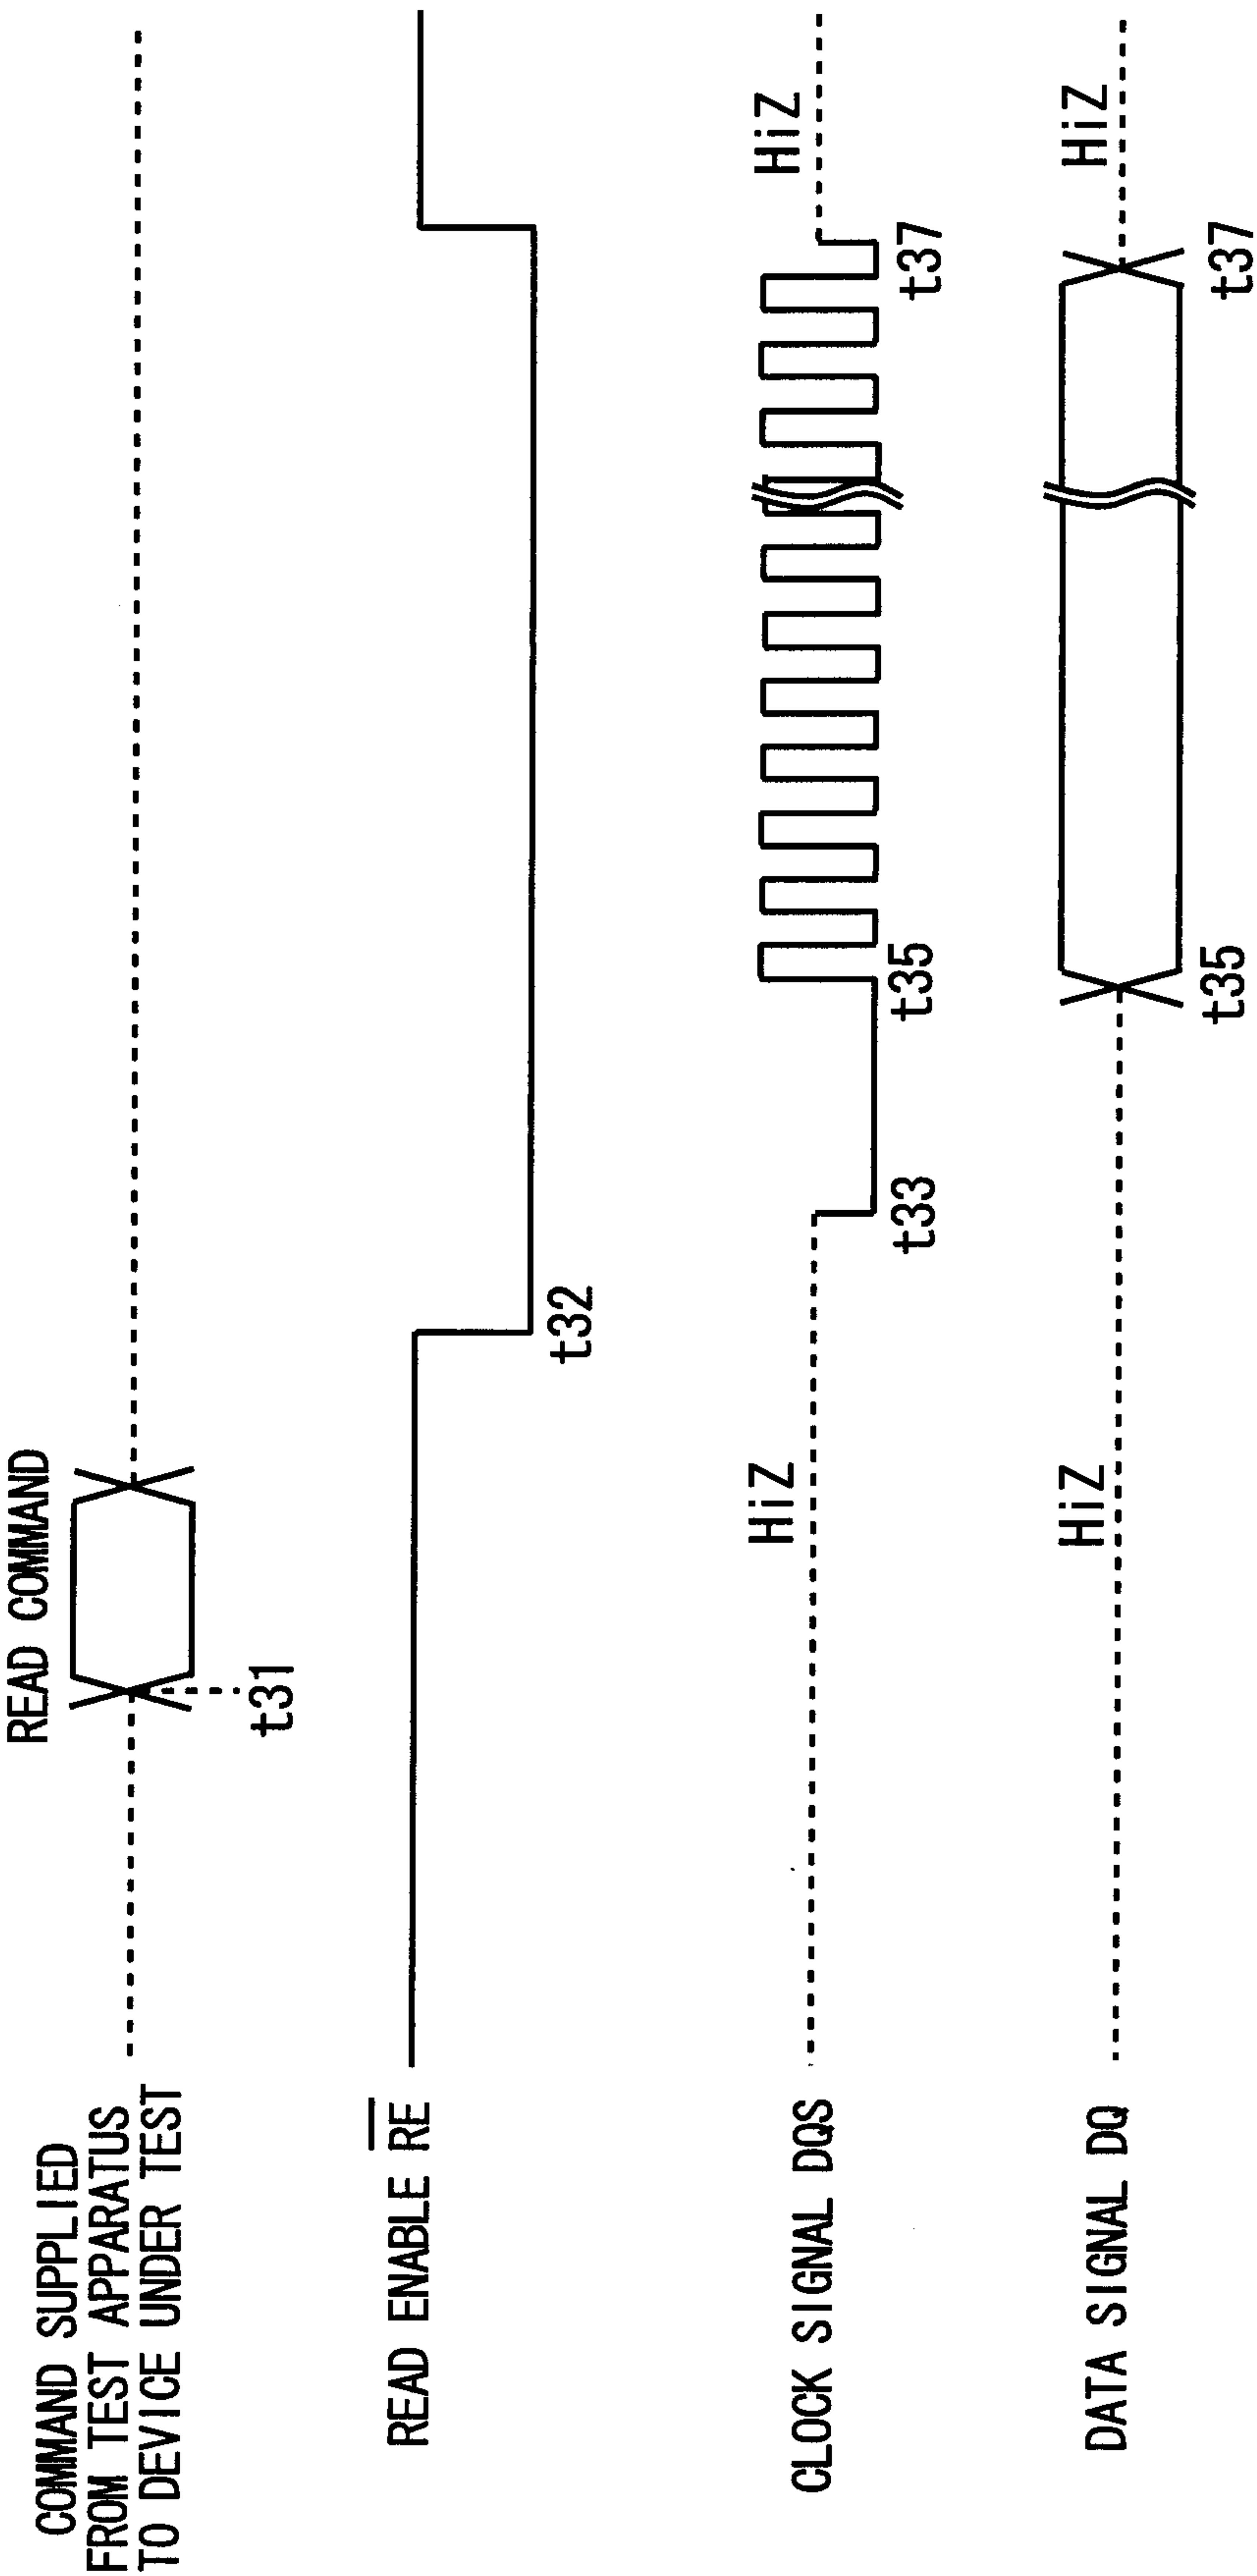 READ COMMAND
COMMAND SUPPLIED
FROM TEST APPARATUS
TO DEVICE UNDER TEST
t31
READ ENABLE R̅E̅
t32
HiZ
HiZ
CLOCK SIGNAL DQS
t33
t35
t37
HiZ
HiZ
DATA SIGNAL DQ
t35
t37